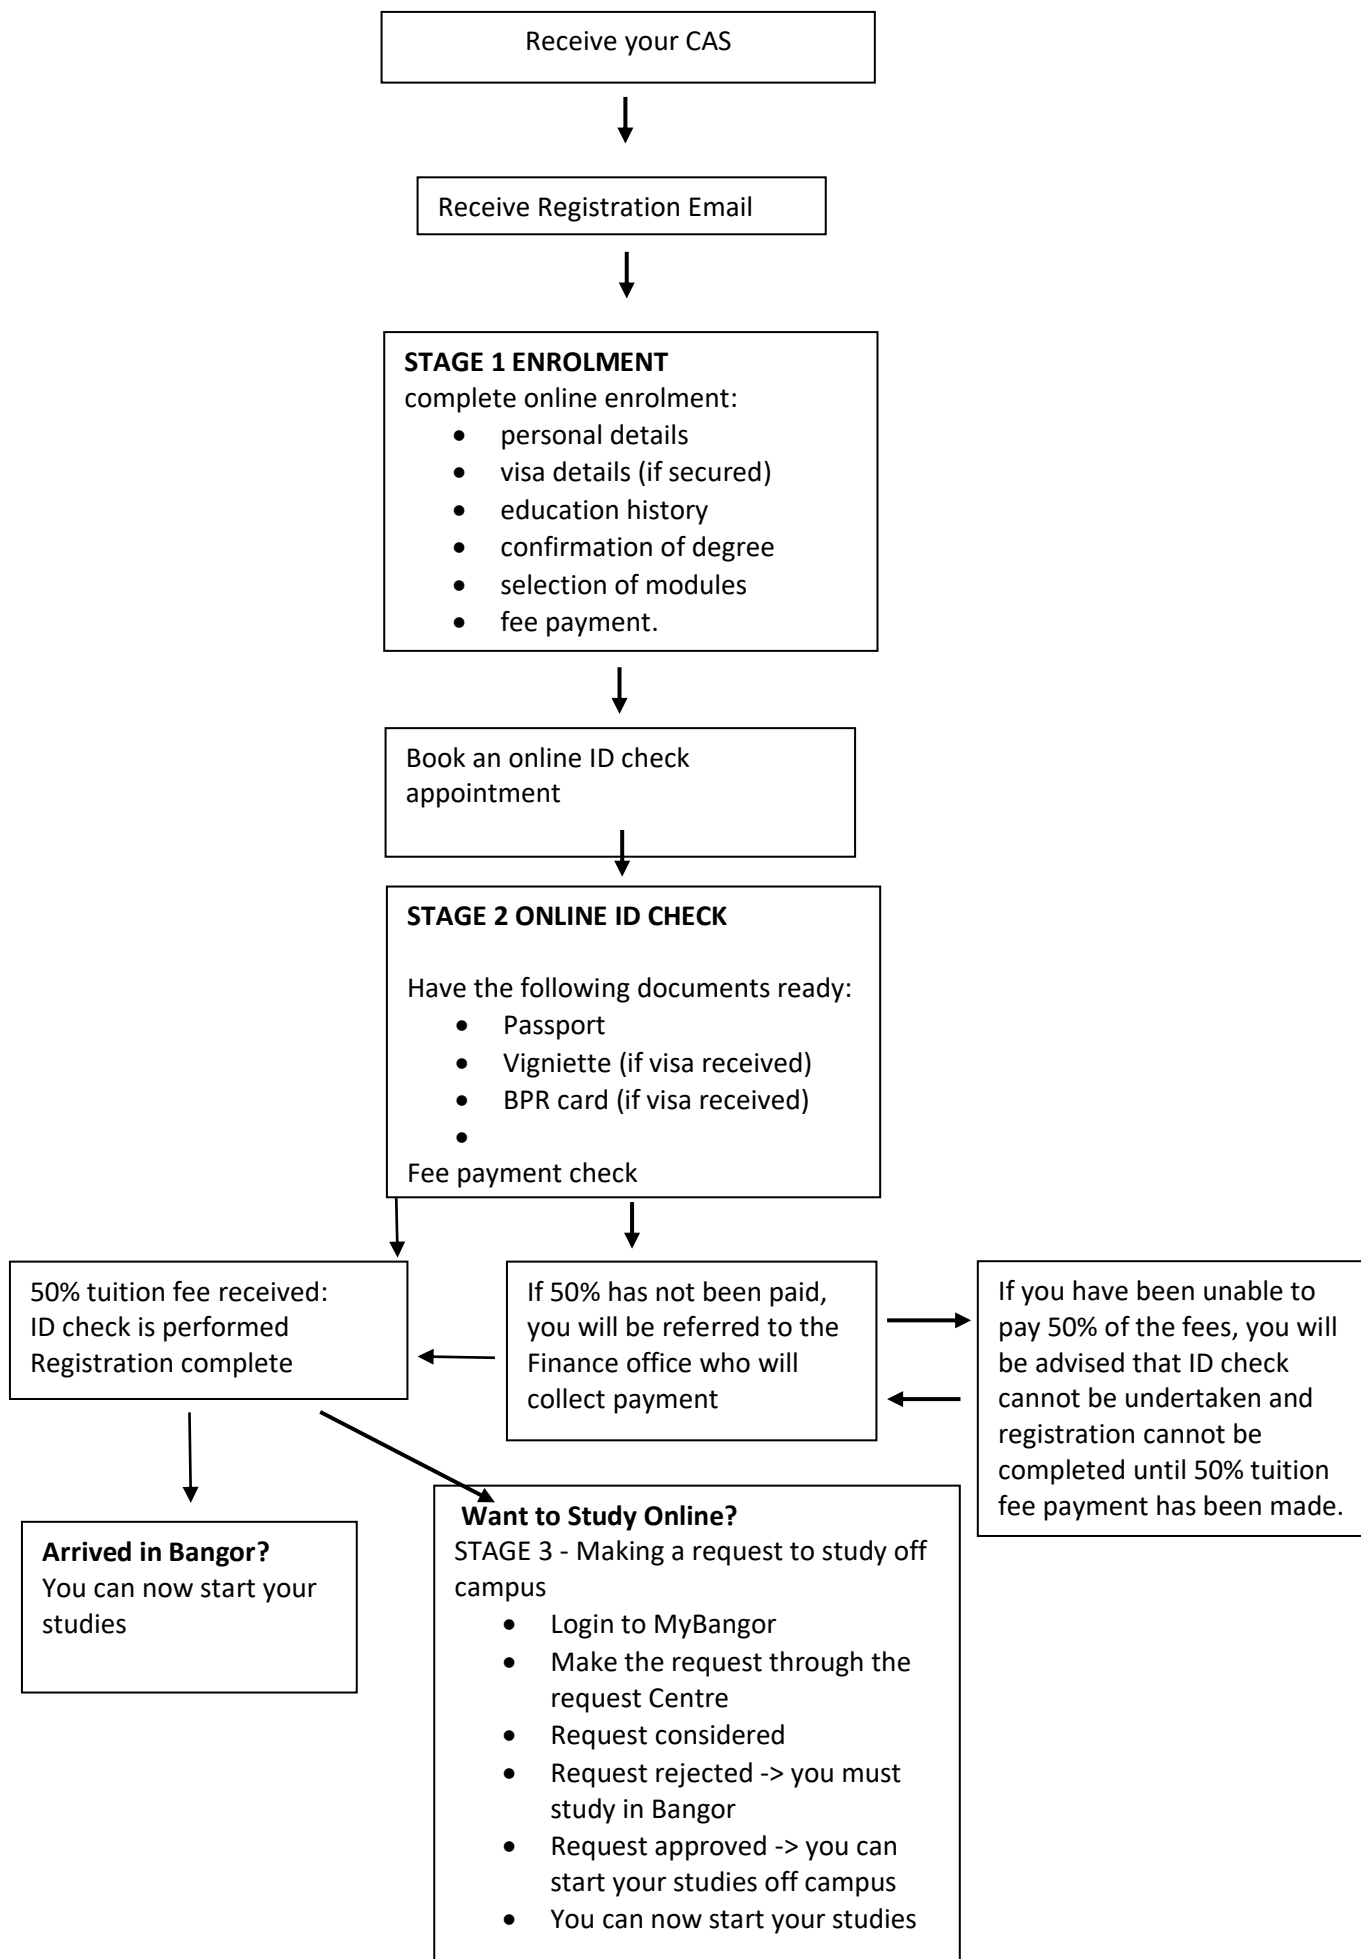 Receive your CAS
Receive Registration Email
STAGE 1 ENROLMENT
complete online enrolment:
• personal details
• visa details (if secured)
• education history
• confirmation of degree
• selection of modules
• fee payment.
Book an online ID check
appointment
STAGE 2 ONLINE ID CHECK
Have the following documents ready:
• Passport
• Vigniette (if visa received)
• BPR card (if visa received)
•
Fee payment check
50% tuition fee received:
ID check is performed
Registration complete
If 50% has not been paid,
you will be referred to the
Finance office who will
collect payment
If you have been unable to
pay 50% of the fees, you will
be advised that ID check
cannot be undertaken and
registration cannot be
completed until 50% tuition
fee payment has been made.
Arrived in Bangor?
You can now start your
studies
Want to Study Online?
STAGE 3 - Making a request to study off
campus
• Login to MyBangor
• Make the request through the
request Centre
• Request considered
• Request rejected -> you must
study in Bangor
• Request approved -> you can
start your studies off campus
• You can now start your studies